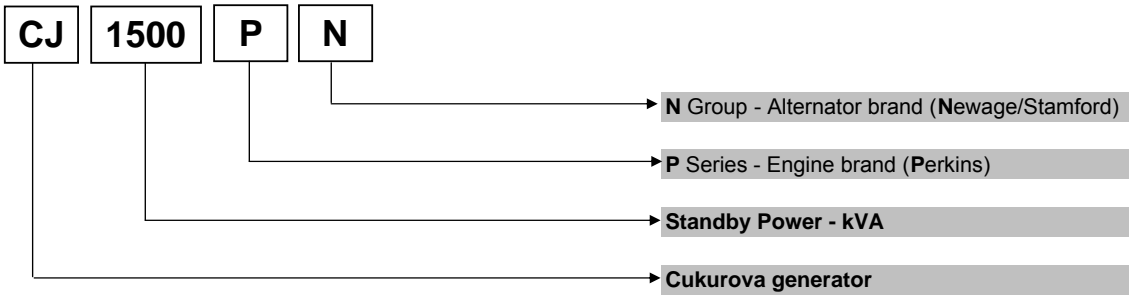 CJ 1500 P N
N Group - Alternator brand (Newage/Stamford)
P Series - Engine brand (Perkins)
Standby Power - kVA
Cukurova generator